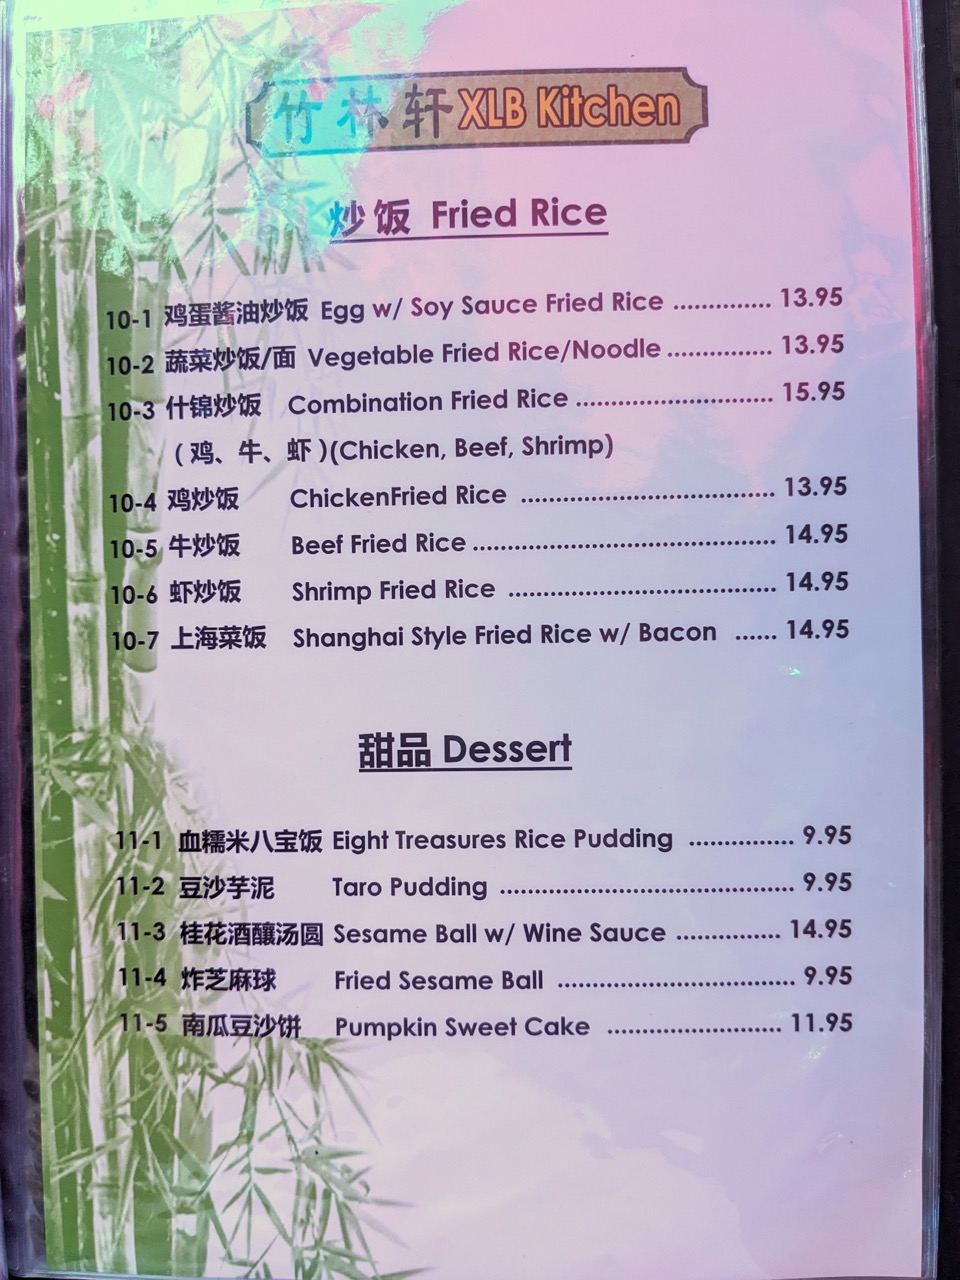 竹林轩 XLB Kitchen
炒饭 Fried Rice
10-1 鸡蛋酱油炒饭 Egg w/ Soy Sauce Fried Rice .............. 13.95
10-2 蔬菜炒饭/面 Vegetable Fried Rice/Noodle ............... 13.95
10-3 什锦炒饭 Combination Fried Rice ............................ 15.95
( 鸡、牛、虾 )(Chicken, Beef, Shrimp)
10-4 鸡炒饭 ChickenFried Rice .................................... 13.95
10-5 牛炒饭 Beef Fried Rice ........................................... 14.95
10-6 虾炒饭 Shrimp Fried Rice ...................................... 14.95
10-7 上海菜饭 Shanghai Style Fried Rice w/ Bacon ...... 14.95
甜品 Dessert
11-1 血糯米八宝饭 Eight Treasures Rice Pudding ................... 9.95
11-2 豆沙芋泥 Taro Pudding .......................................... 9.95
11-3 桂花酒釀汤圆 Sesame Ball w/ Wine Sauce ............... 14.95
11-4 炸芝麻球 Fried Sesame Ball .................................. 9.95
11-5 南瓜豆沙饼 Pumpkin Sweet Cake ......................... 11.95